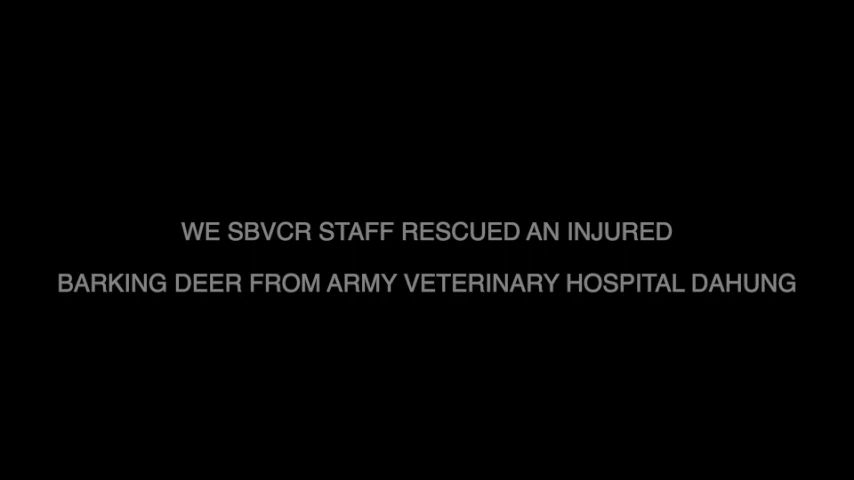 WE SBVCR STAFF RESCUED AN INJURED
BARKING DEER FROM ARMY VETERINARY HOSPITAL DAHUNG